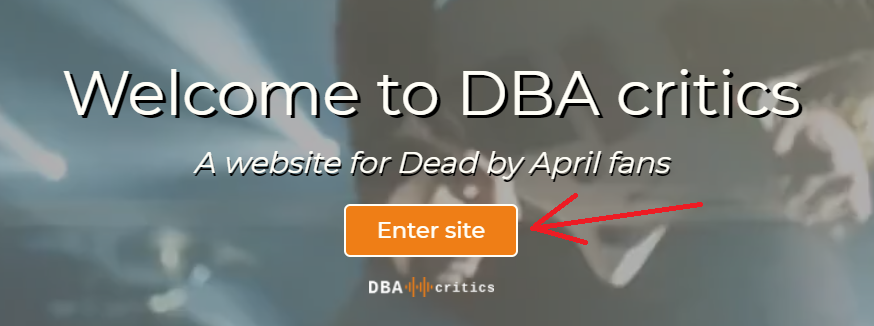 Welcome to DBA critics
A website for Dead by April fans
Enter site
DBA critics